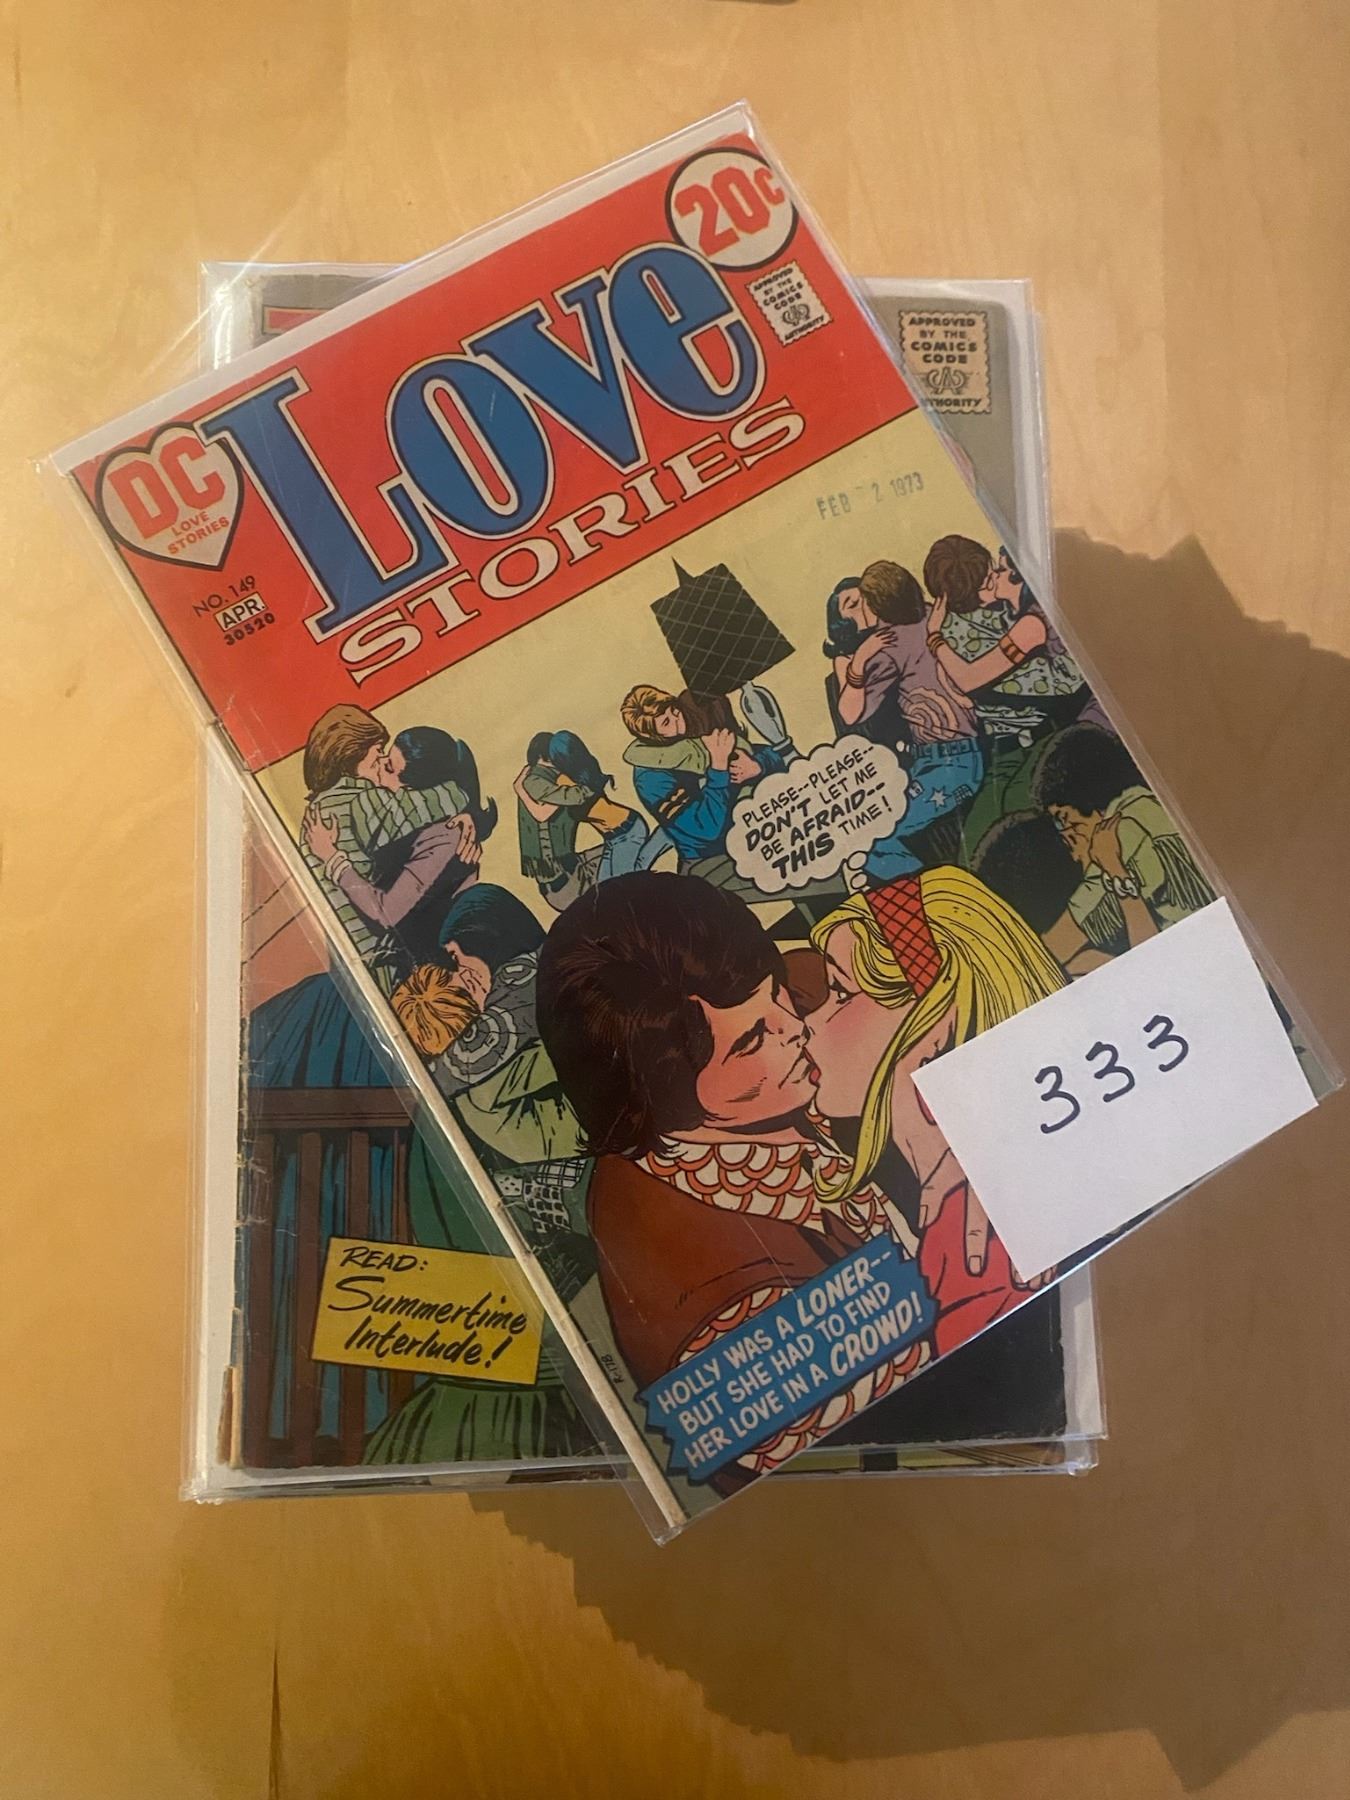 20¢
APPROVED
BY THE
COMICS
CODE
AUTHORITY
LOVE
STORIES
DC
LOVE
STORIES
NO. 149
APR.
30520
FEB - 2 1973
APPROVED
BY THE
COMICS
CODE
AUTHORITY
PLEASE--PLEASE--
DON'T LET ME
BE AFRAID--
THIS TIME!
333
READ:
Summertime
Interlude!
R-178
HOLLY WAS A LONER--
BUT SHE HAD TO FIND
HER LOVE IN A CROWD!